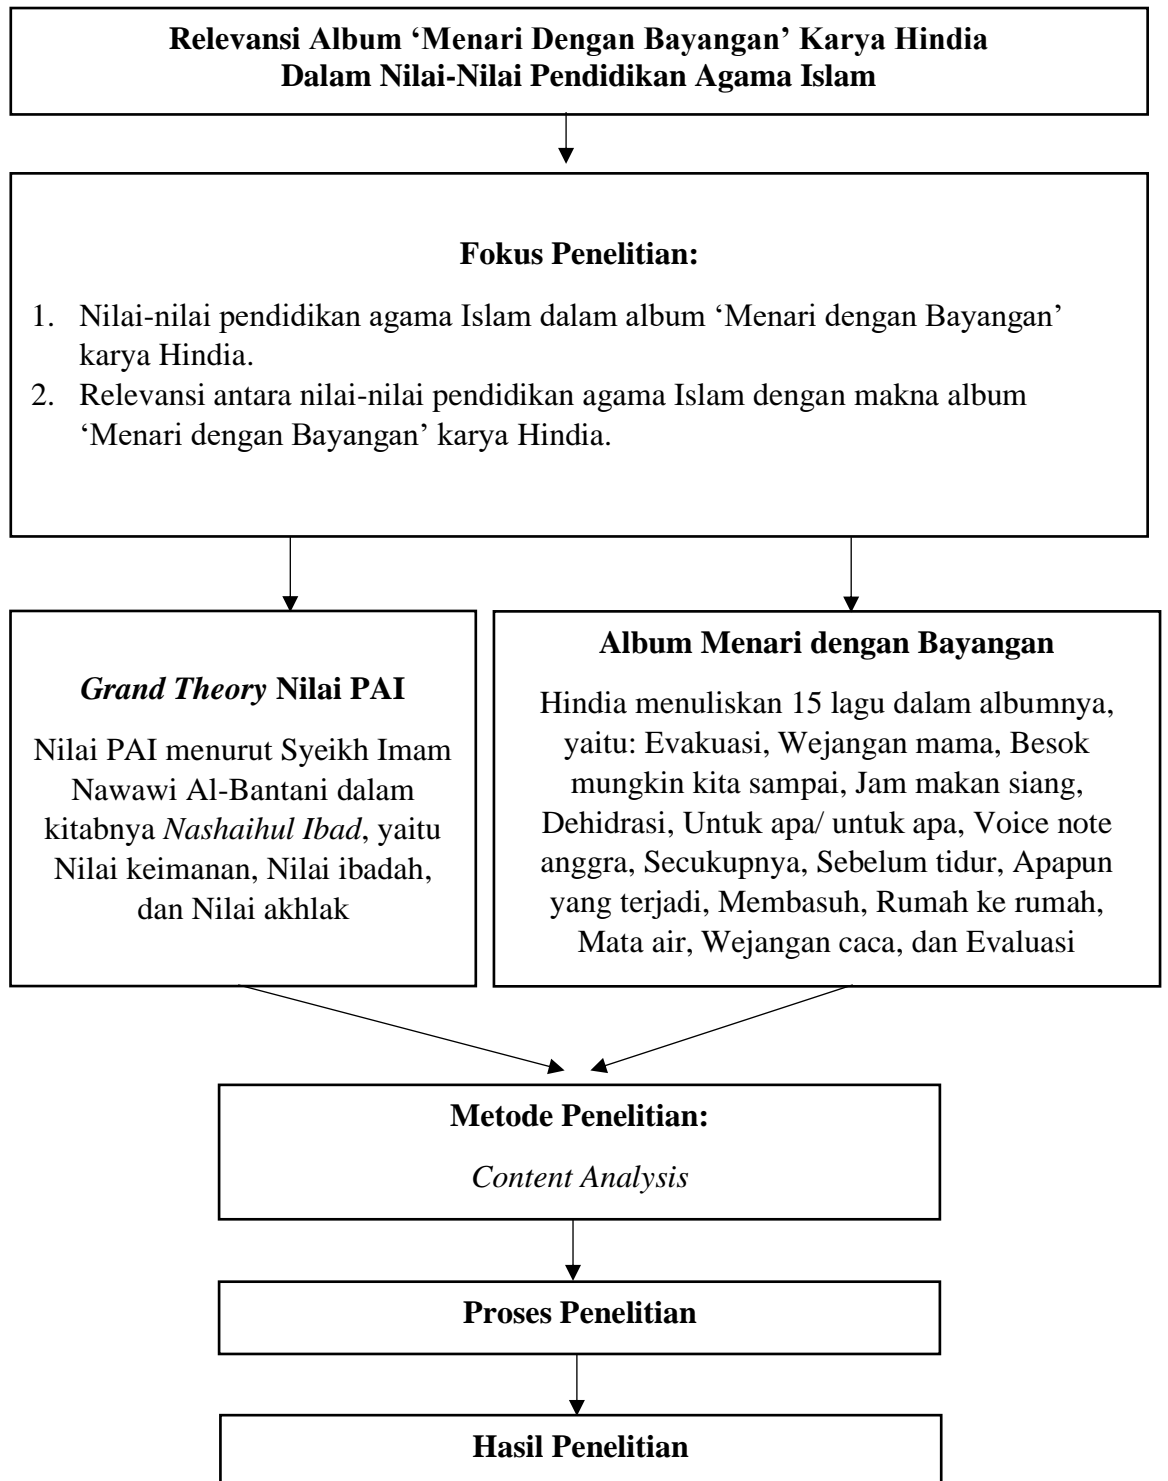 Relevansi Album ‘Menari Dengan Bayangan’ Karya Hindia
Dalam Nilai-Nilai Pendidikan Agama Islam
Fokus Penelitian:
1. Nilai-nilai pendidikan agama Islam dalam album ‘Menari dengan Bayangan’
karya Hindia.
2. Relevansi antara nilai-nilai pendidikan agama Islam dengan makna album
‘Menari dengan Bayangan’ karya Hindia.
Grand Theory Nilai PAI
Nilai PAI menurut Syeikh Imam
Nawawi Al-Bantani dalam
kitabnya Nashaihul Ibad, yaitu
Nilai keimanan, Nilai ibadah,
dan Nilai akhlak
Album Menari dengan Bayangan
Hindia menuliskan 15 lagu dalam albumnya,
yaitu: Evakuasi, Wejangan mama, Besok
mungkin kita sampai, Jam makan siang,
Dehidrasi, Untuk apa/ untuk apa, Voice note
anggra, Secukupnya, Sebelum tidur, Apapun
yang terjadi, Membasuh, Rumah ke rumah,
Mata air, Wejangan caca, dan Evaluasi
Metode Penelitian:
Content Analysis
Proses Penelitian
Hasil Penelitian